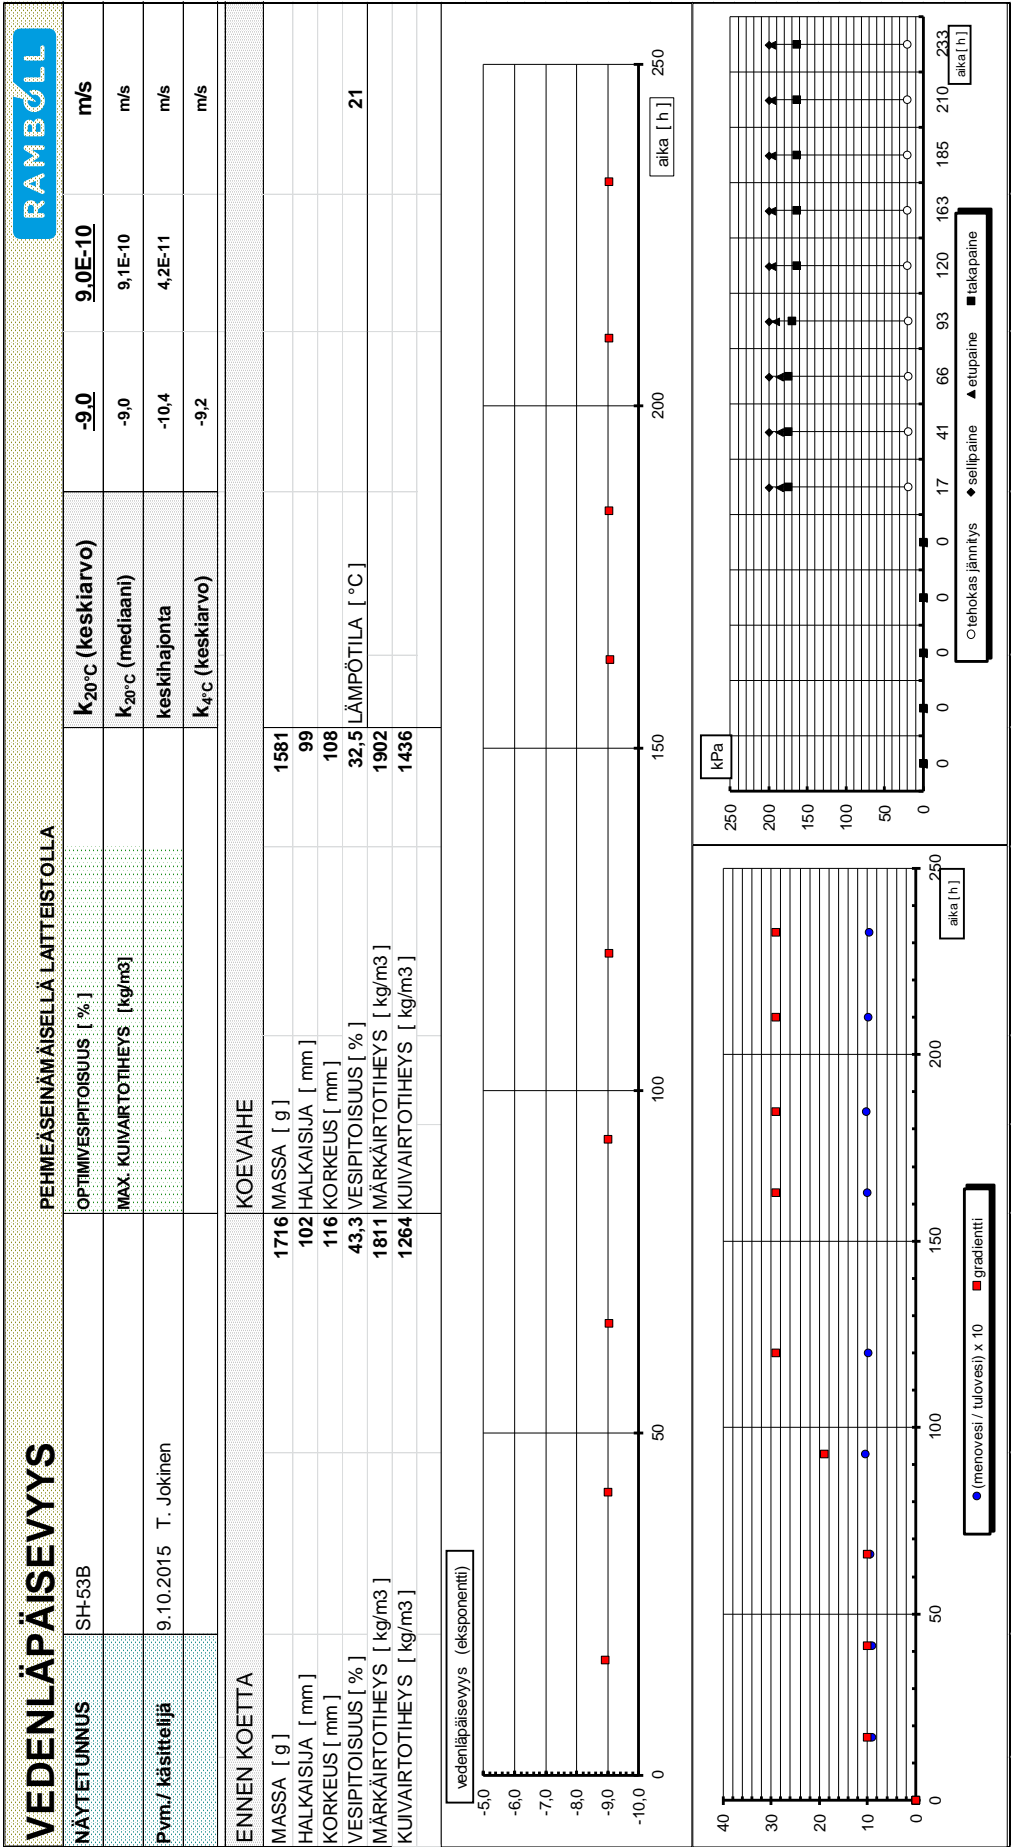 VEDENLÄPÄISEVYYS
PEHMEÄSEINÄMÄISELLÄ LAITTEISTOLLA
RAMBOLL
NÄYTETUNNUS SH-53B OPTIMIVESIPITOISUUS [ % ] k20°C (keskiarvo) -9,0 9,0E-10 m/s
MAX. KUIVAIRTOTIHEYS [kg/m3] k20°C (mediaani) -9,0 9,1E-10 m/s
Pvm./ käsittelijä 9.10.2015 T. Jokinen keskihajonta -10,4 4,2E-11 m/s
k4°C (keskiarvo) -9,2 m/s
ENNEN KOETTA KOEVAIHE
MASSA [ g ] 1716 MASSA [ g ] 1581
HALKAISIJA [ mm ] 102 HALKAISIJA [ mm ] 99
KORKEUS [ mm ] 116 KORKEUS [ mm ] 108
VESIPITOISUUS [ % ] 43,3 VESIPITOISUUS [ % ] 32,5 LÄMPÖTILA [ °C ] 21
MÄRKÄIRTOTIHEYS [ kg/m3 ] 1811 MÄRKÄIRTOTIHEYS [ kg/m3 ] 1902
KUIVAIRTOTIHEYS [ kg/m3 ] 1264 KUIVAIRTOTIHEYS [ kg/m3 ] 1436
vedenläpäisevyys (eksponentti)
-5,0
-6,0
-7,0
-8,0
-9,0
-10,0
0 50 100 150 200 250
aika [ h ]
40
30
20
10
0
0 50 100 150 200 250
aika [ h ]
(menovesi / tulovesi) x 10 gradientti
kPa
250
200
150
100
50
0
0 0 0 0 0 17 41 66 93 120 163 185 210 233
aika [ h ]
tehokas jännitys sellipaine etupaine takapaine